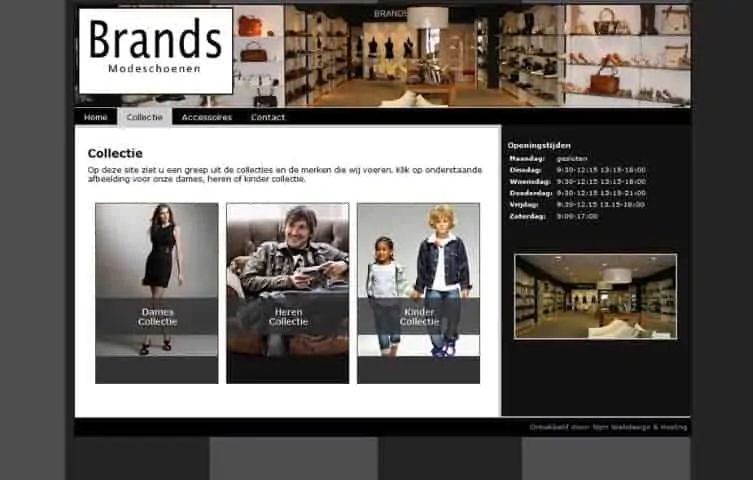 Brands
Modeschoenen
BRANDS
Home
Collectie
Accessoires
Contact
Collectie
Op deze site ziet u een greep uit de collecties en de merken die wij voeren. Klik op onderstaande
afbeelding voor onze dames, heren of kinder collectie.
Dames
Collectie
Heren
Collectie
Kinder
Collectie
Openingstijden
Maandag: gesloten
Dinsdag: 9:30-12:15 13:15-18:00
Woensdag: 9:30-12:15 13:15-18:00
Donderdag: 9:30-12:15 13:15-21:00
Vrijdag: 9:30-12:15 13.15-18:00
Zaterdag: 9:00-17:00
Ontwikkeld door: Webdesign & Hosting